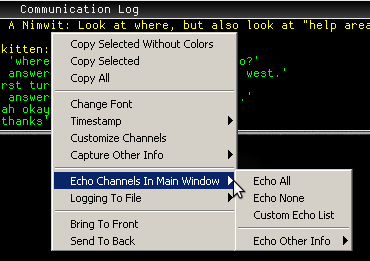 Communication Log
A Nimwit: Look at where, but also look at "help area
kitten:
'where
o?'
answer
west.'
rst tur
answer
.'
ah okay
thanks'
Copy Selected Without Colors
Copy Selected
Copy All
Change Font
Timestamp
Customize Channels
Capture Other Info
Echo Channels In Main Window
Logging To File
Bring To Front
Send To Back
Echo All
Echo None
Custom Echo List
Echo Other Info